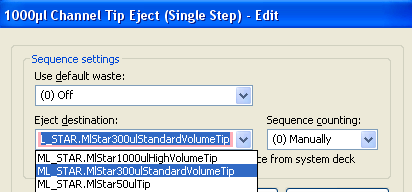 1000µl Channel Tip Eject (Single Step) - Edit
Sequence settings
Use default waste:
(0) Off
Eject destination:
Sequence counting:
L_STAR.MlStar300ulStandardVolumeTip
(0) Manually
ML_STAR.MlStar1000ulHighVolumeTip
ML_STAR.MlStar300ulStandardVolumeTip
ce from system deck
ML_STAR.MlStar50ulTip